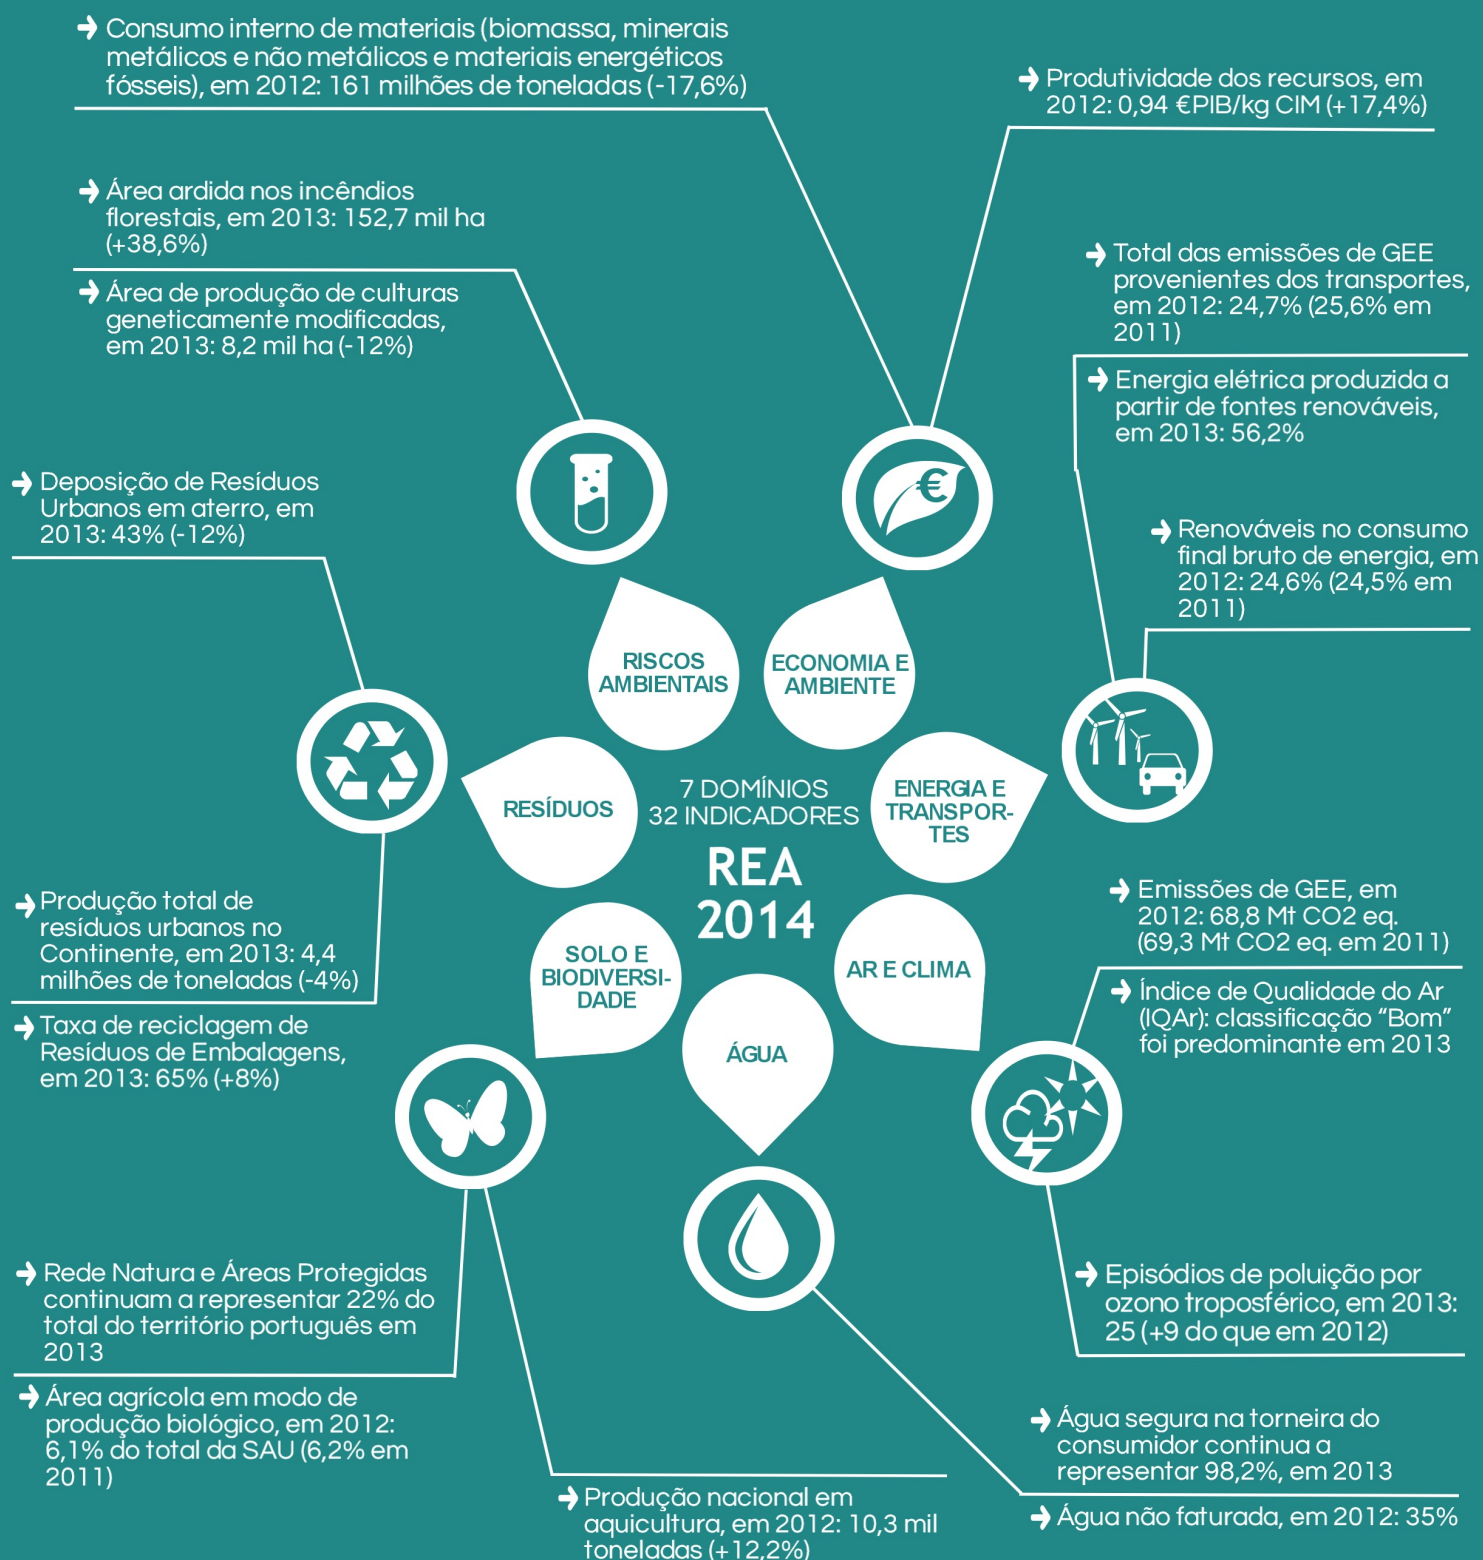 Consumo interno de materiais (biomassa, minerais
metálicos e não metálicos e materiais energéticos
fósseis), em 2012: 161 milhões de toneladas (-17,6%)
Produtividade dos recursos, em
2012: 0,94 €PIB/kg CIM (+17,4%)
Área ardida nos incêndios
florestais, em 2013: 152,7 mil ha
(+38,6%)
Área de produção de culturas
geneticamente modificadas,
em 2013: 8,2 mil ha (-12%)
Total das emissões de GEE
provenientes dos transportes,
em 2012: 24,7% (25,6% em
2011)
Energia elétrica produzida a
partir de fontes renováveis,
em 2013: 56,2%
Deposição de Resíduos
Urbanos em aterro, em
2013: 43% (-12%)
Renováveis no consumo
final bruto de energia, em
2012: 24,6% (24,5% em
2011)
€
RISCOS
AMBIENTAIS
ECONOMIA E
AMBIENTE
RESÍDUOS
7 DOMÍNIOS
32 INDICADORES
REA
2014
ENERGIA E
TRANSPOR-
TES
SOLO E
BIODIVERSI-
DADE
AR E CLIMA
ÁGUA
Produção total de
resíduos urbanos no
Continente, em 2013: 4,4
milhões de toneladas (-4%)
Taxa de reciclagem de
Resíduos de Embalagens,
em 2013: 65% (+8%)
Emissões de GEE, em
2012: 68,8 Mt CO2 eq.
(69,3 Mt CO2 eq. em 2011)
Índice de Qualidade do Ar
(IQAr): classificação “Bom”
foi predominante em 2013
Rede Natura e Áreas Protegidas
continuam a representar 22% do
total do território português em
2013
Área agrícola em modo de
produção biológico, em 2012:
6,1% do total da SAU (6,2% em
2011)
Episódios de poluição por
ozono troposférico, em 2013:
25 (+9 do que em 2012)
Água segura na torneira do
consumidor continua a
representar 98,2%, em 2013
Água não faturada, em 2012: 35%
Produção nacional em
aquicultura, em 2012: 10,3 mil
toneladas (+12,2%)